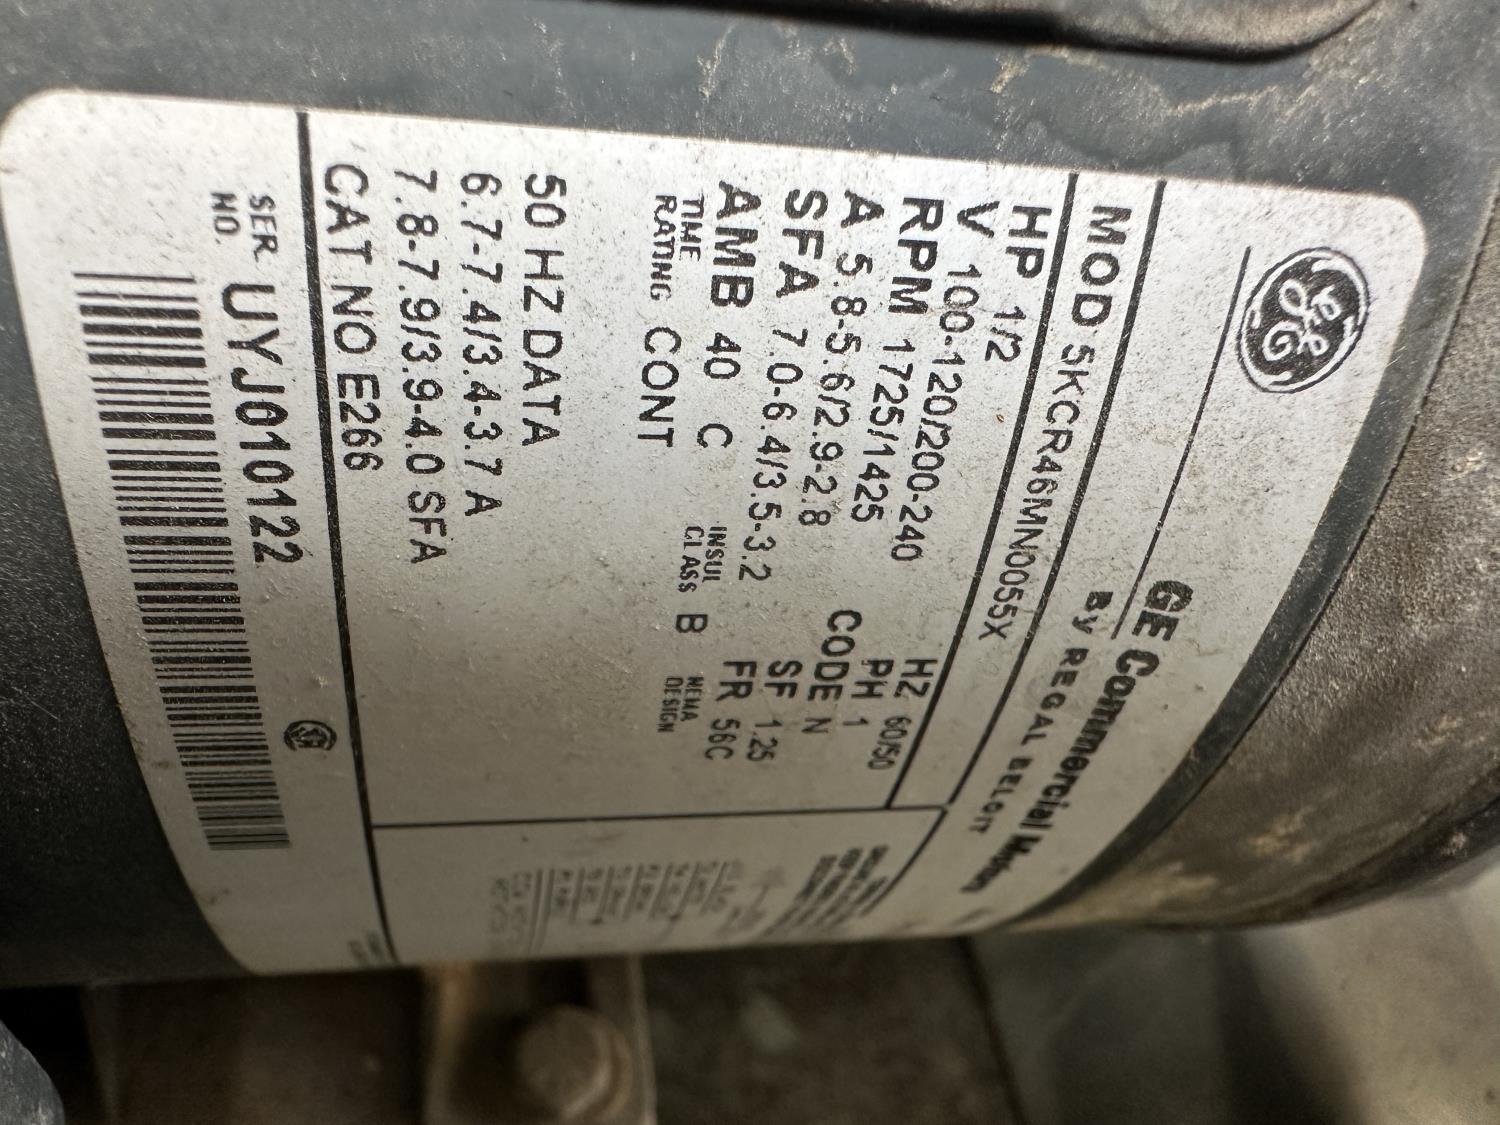 GE
GE Commercial Motors
BY REGAL BELOIT
MOD 5KCR46MN0055X
HP 1/2
V 100-120/200-240 HZ 60/50
RPM 1725/1425 PH 1
A 5.8-5.6/2.9-2.8 CODE N
SFA 7.0-6.4/3.5-3.2 SF 1.25
AMB 40 C INSUL CLASS B FR 56C
TIME RATING CONT NEMA DESIGN
50 HZ DATA
6.7-7.4/3.4-3.7 A
7.8-7.9/3.9-4.0 SFA
CAT NO E266
SER NO. UYJ010122